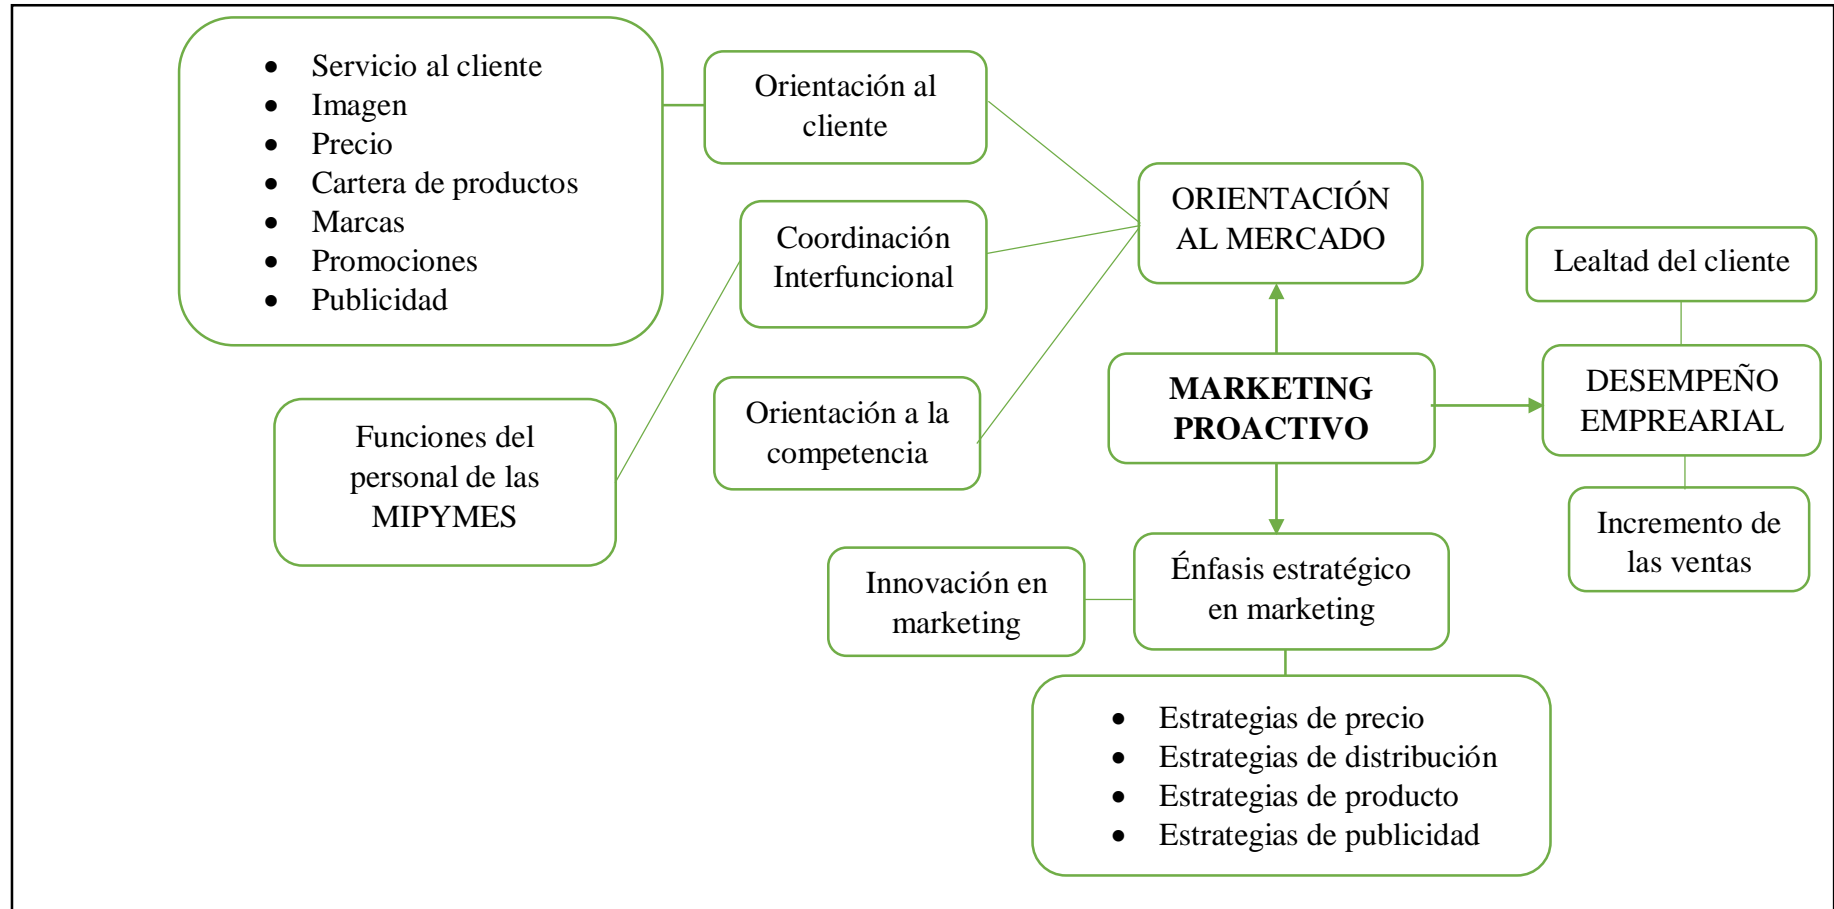 • Servicio al cliente
• Imagen
• Precio
• Cartera de productos
• Marcas
• Promociones
• Publicidad
Orientación al
cliente
Coordinación
Interfuncional
Orientación a la
competencia
Funciones del
personal de las
MIPYMES
ORIENTACIÓN
AL MERCADO
MARKETING
PROACTIVO
Lealtad del cliente
DESEMPEÑO
EMPREARIAL
Incremento de
las ventas
Innovación en
marketing
Énfasis estratégico
en marketing
• Estrategias de precio
• Estrategias de distribución
• Estrategias de producto
• Estrategias de publicidad